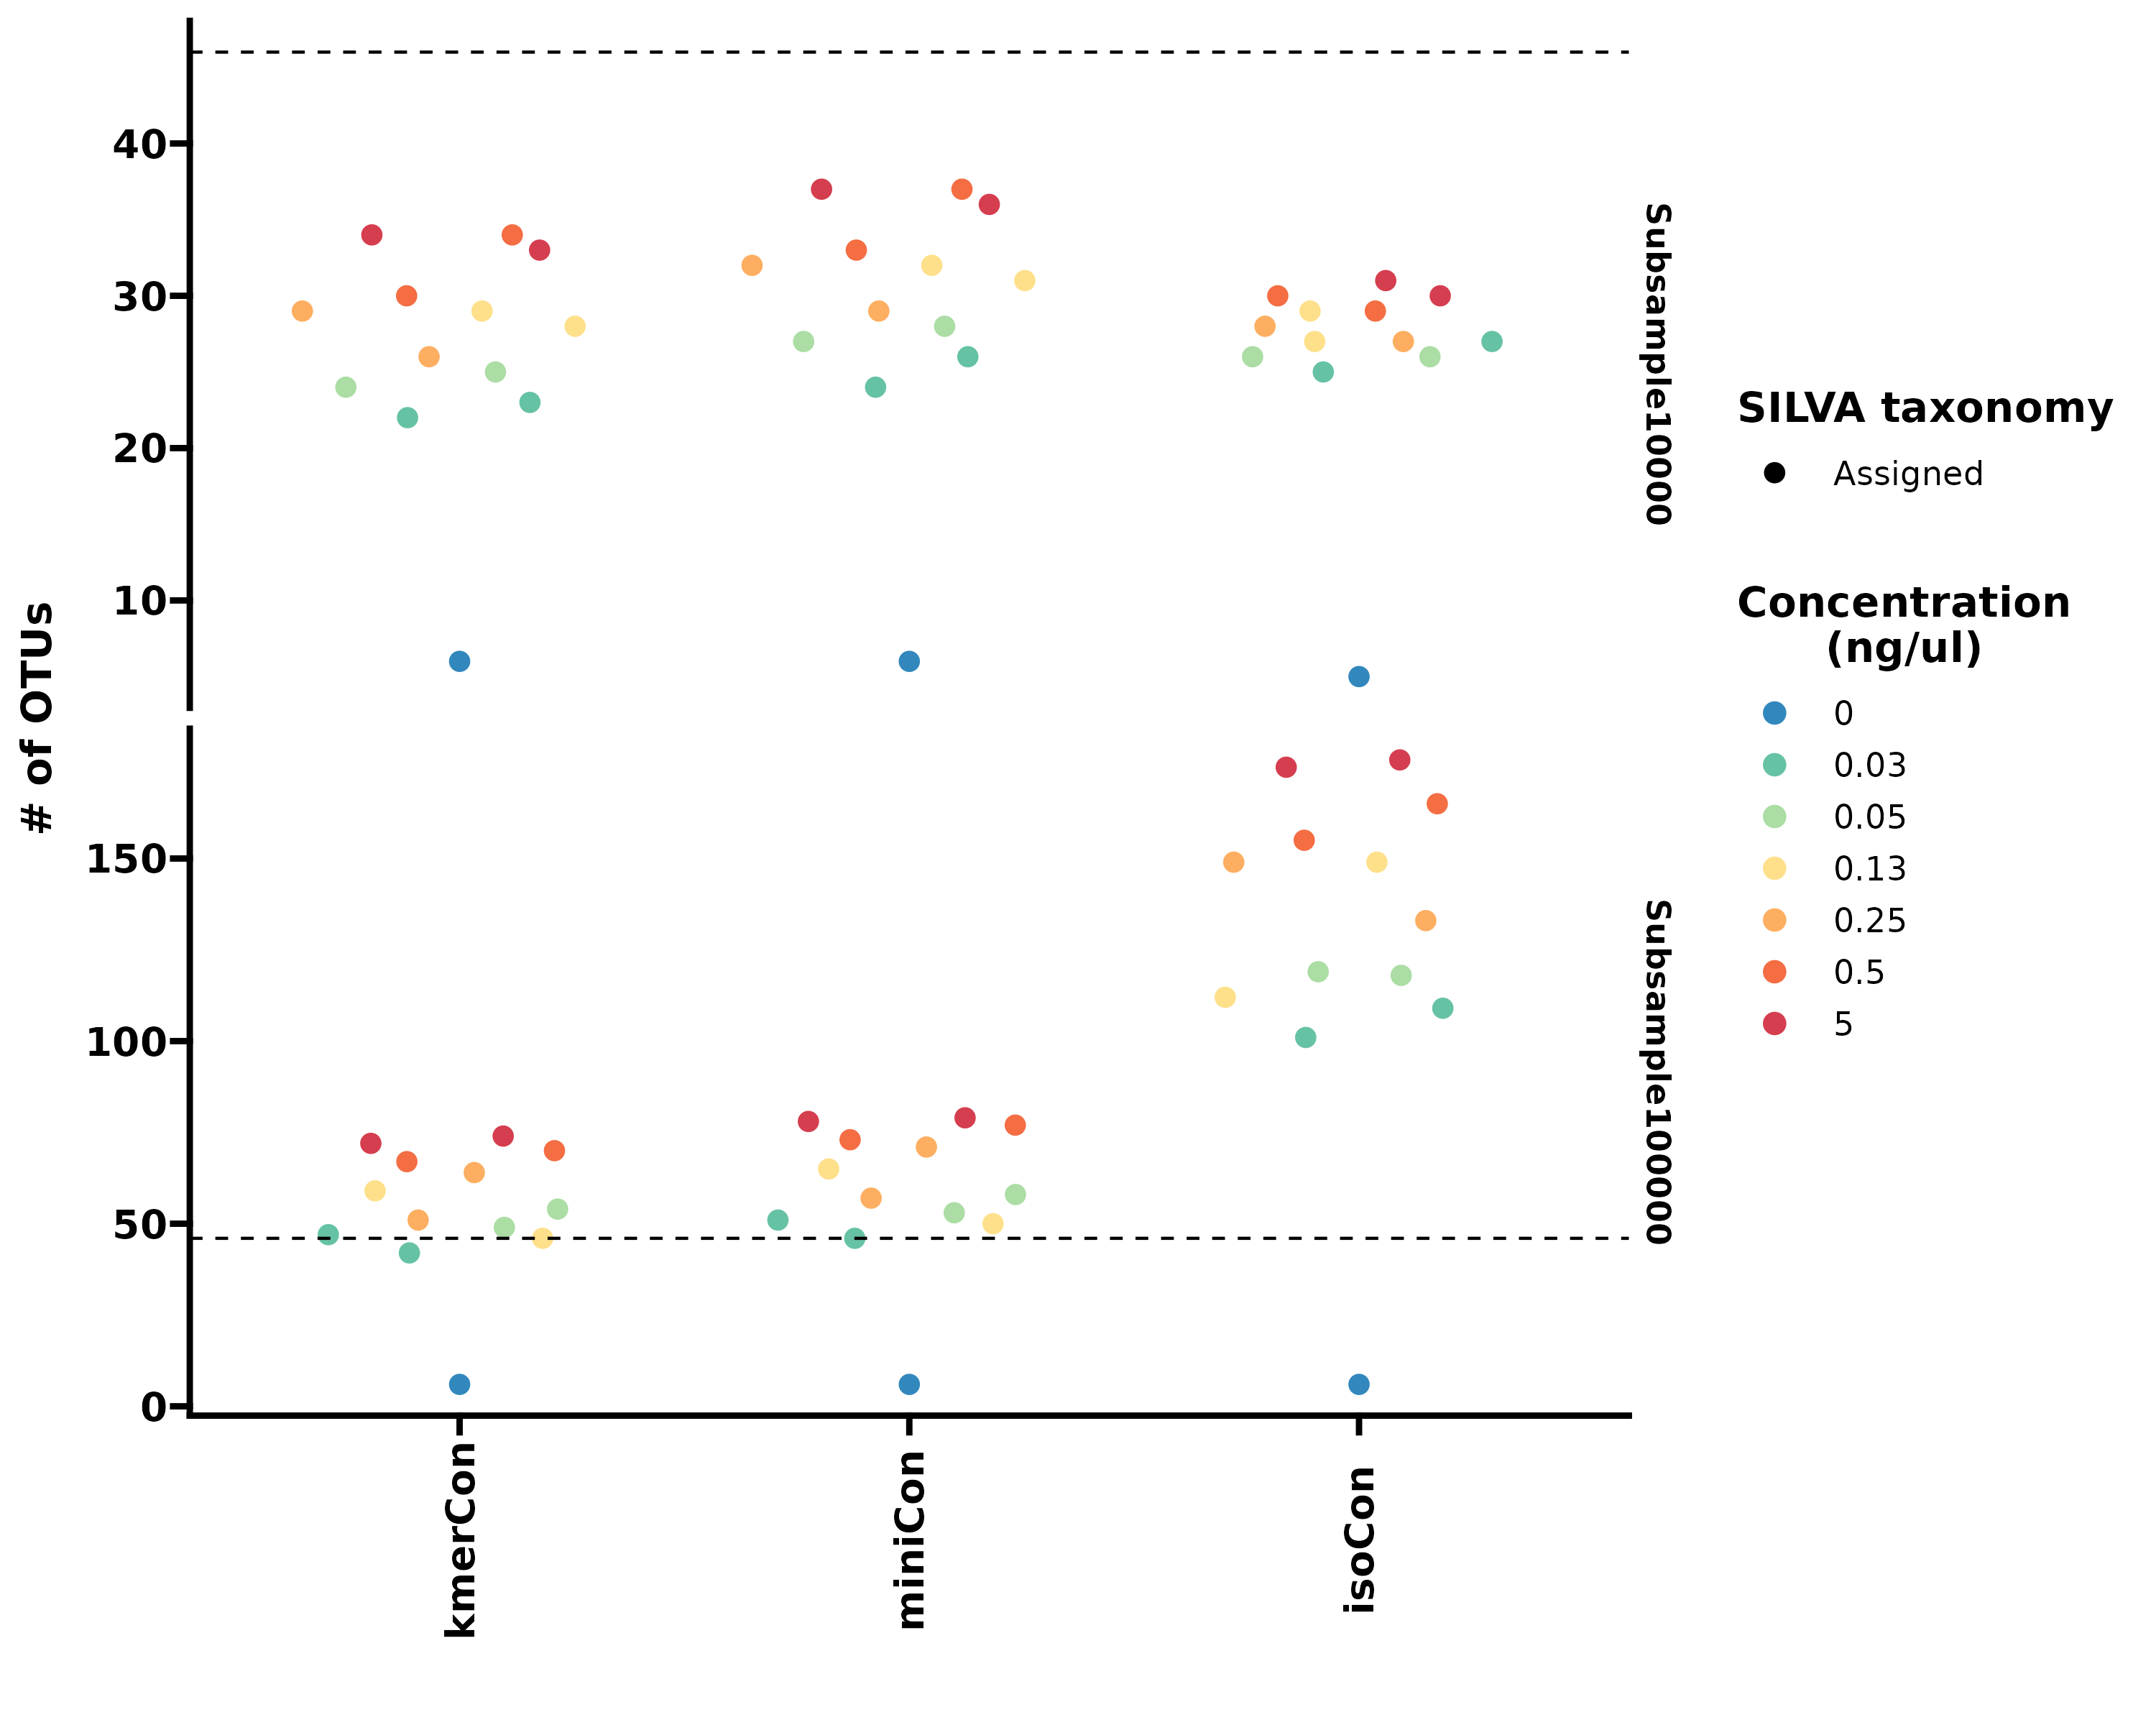 # of OTUs
40
30
20
10
150
100
50
0
kmerCon
miniCon
isoCon
Subsample10000
Subsample1000000
SILVA taxonomy
Assigned
Concentration
(ng/ul)
0
0.03
0.05
0.13
0.25
0.5
5